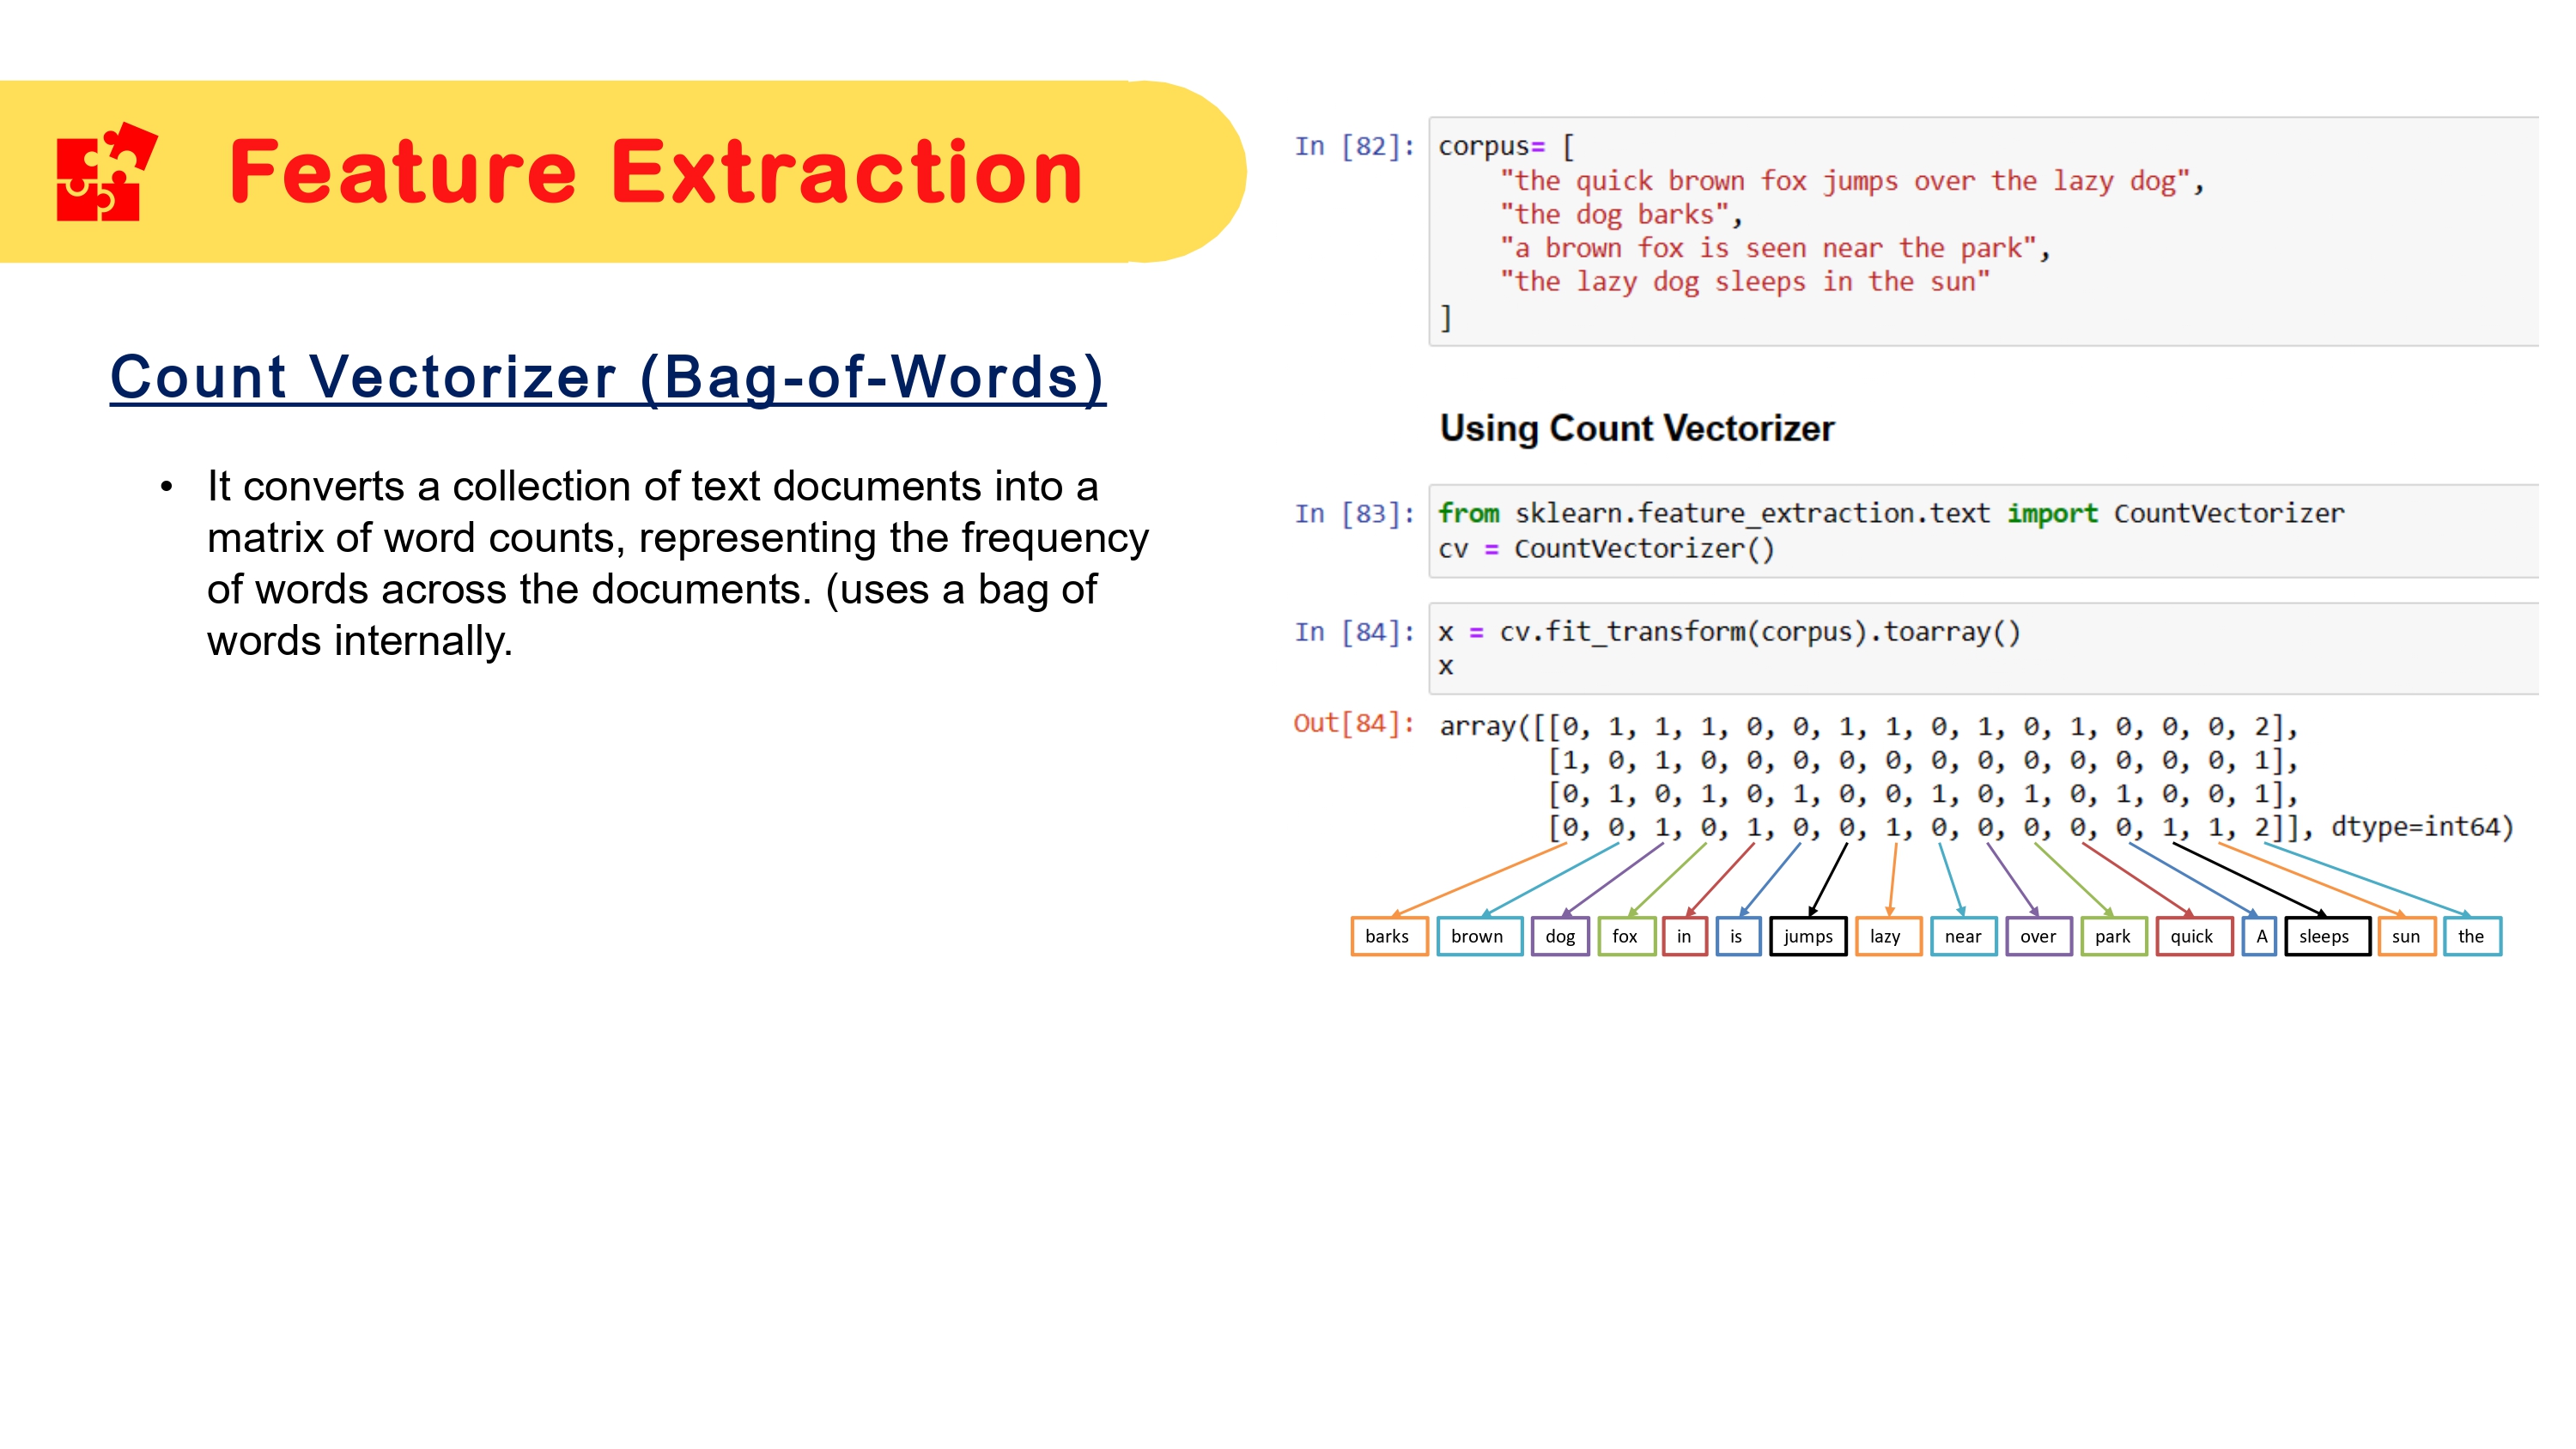 Feature Extraction
Count Vectorizer (Bag-of-Words)
• It converts a collection of text documents into a
matrix of word counts, representing the frequency
of words across the documents. (uses a bag of
words internally.
In [82]: corpus= [
"the quick brown fox jumps over the lazy dog",
"the dog barks",
"a brown fox is seen near the park",
"the lazy dog sleeps in the sun"
]
Using Count Vectorizer
In [83]: from sklearn.feature_extraction.text import CountVectorizer
cv = CountVectorizer()
In [84]: x = cv.fit_transform(corpus).toarray()
x
Out[84]: array([[0, 1, 1, 1, 0, 0, 1, 1, 0, 1, 0, 1, 0, 0, 0, 2],
[1, 0, 1, 0, 0, 0, 0, 0, 0, 0, 0, 0, 0, 0, 0, 1],
[0, 1, 0, 1, 0, 1, 0, 0, 1, 0, 1, 0, 1, 0, 0, 1],
[0, 0, 1, 0, 1, 0, 0, 1, 0, 0, 0, 0, 0, 1, 1, 2]], dtype=int64)
barks brown dog fox in is jumps lazy near over park quick A sleeps sun the